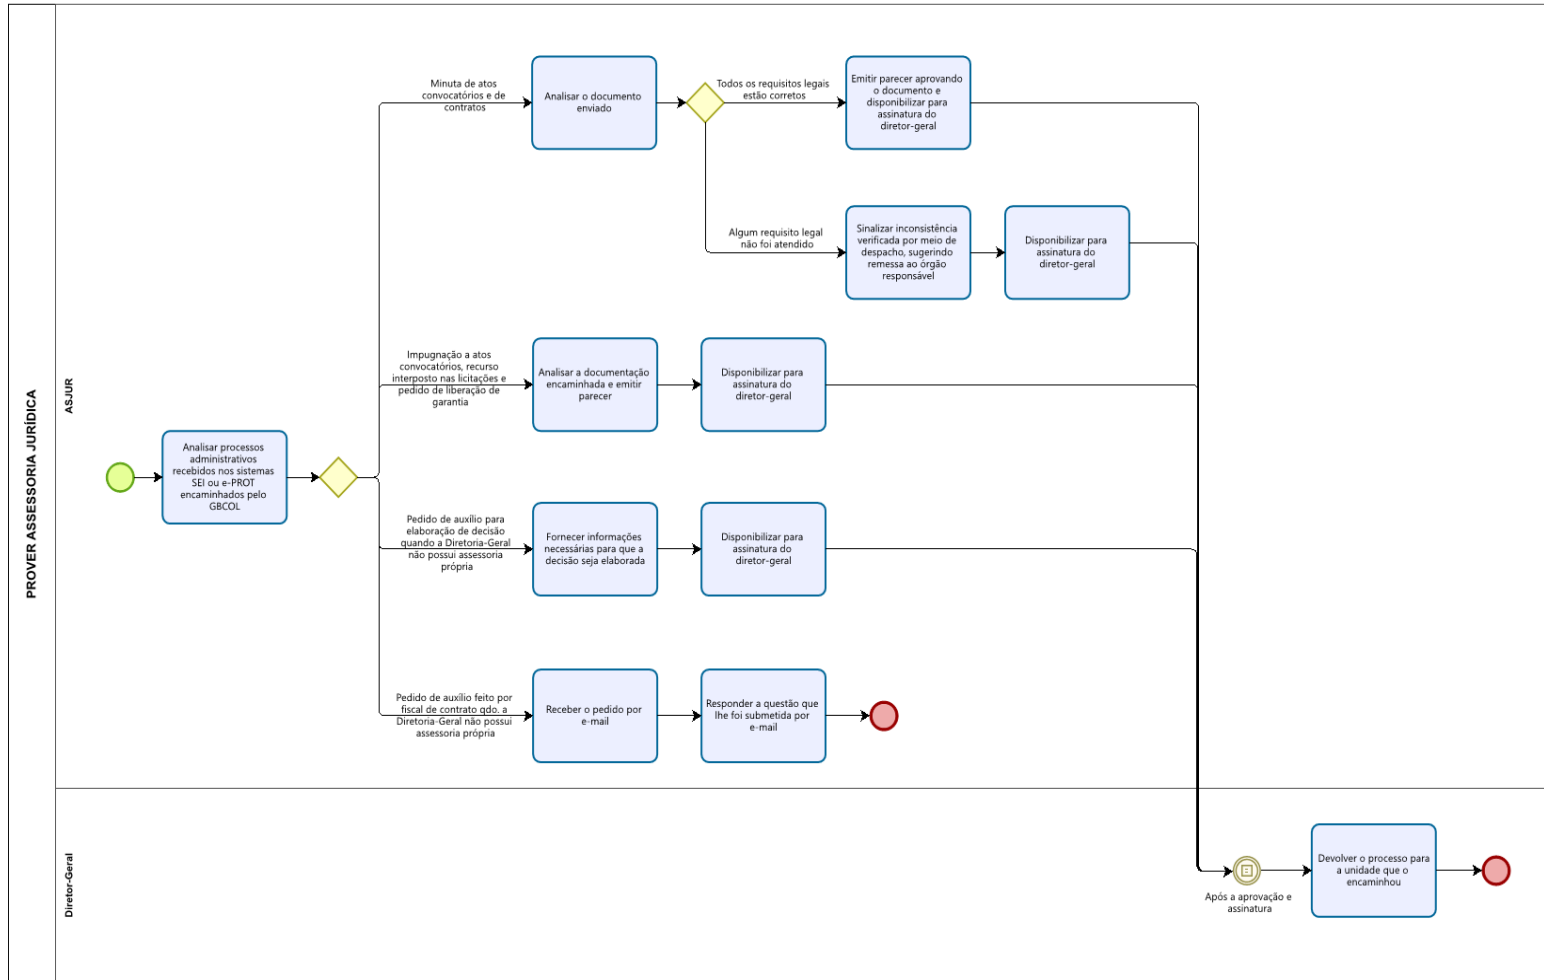 PROVER ASSESSORIA JURÍDICA
ASJUR
Analisar processos
administrativos
recebidos nos sistemas
SEI ou e-PROT
encaminhados pelo
GBCOL
Minuta de atos
convocatórios e de
contratos
Analisar o documento
enviado
Todos os requisitos legais
estão corretos
Emitir parecer aprovando
o documento e
disponibilizar para
assinatura do
diretor-geral
Algum requisito legal
não foi atendido
Sinalizar inconsistência
verificada por meio de
despacho, sugerindo
remessa ao órgão
responsável
Disponibilizar para
assinatura do
diretor-geral
Impugnação a atos
convocatórios, recurso
interposto nas licitações e
pedido de liberação de
garantia
Analisar a documentação
encaminhada e emitir
parecer
Disponibilizar para
assinatura do
diretor-geral
Pedido de auxílio para
elaboração de decisão
quando a Diretoria-Geral
não possui assessoria
própria
Fornecer informações
necessárias para que a
decisão seja elaborada
Disponibilizar para
assinatura do
diretor-geral
Pedido de auxílio feito por
fiscal de contrato qdo. a
Diretoria-Geral não possui
assessoria própria
Receber o pedido por
e-mail
Responder a questão que
lhe foi submetida por
e-mail
Diretor-Geral
Após a aprovação e
assinatura
Devolver o processo para
a unidade que o
encaminhou